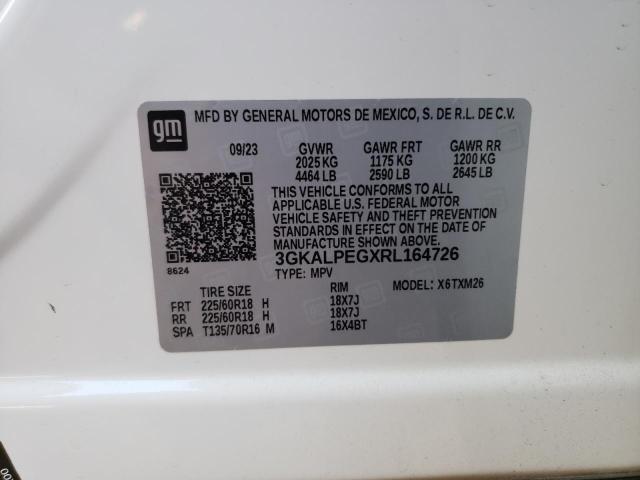 gm
MFD BY GENERAL MOTORS DE MEXICO, S. DE R.L. DE C.V.
09/23 GVWR GAWR FRT GAWR RR
2025 KG 1175 KG 1200 KG
4464 LB 2590 LB 2645 LB
THIS VEHICLE CONFORMS TO ALL
APPLICABLE U.S. FEDERAL MOTOR
VEHICLE SAFETY AND THEFT PREVENTION
STANDARDS IN EFFECT ON THE DATE OF
MANUFACTURE SHOWN ABOVE.
8624
3GKALPEGXRL164726
TYPE: MPV MODEL: X6TXM26
TIRE SIZE RIM
FRT 225/60R18 H 18X7J
RR 225/60R18 H 18X7J
SPA T135/70R16 M 16X4BT